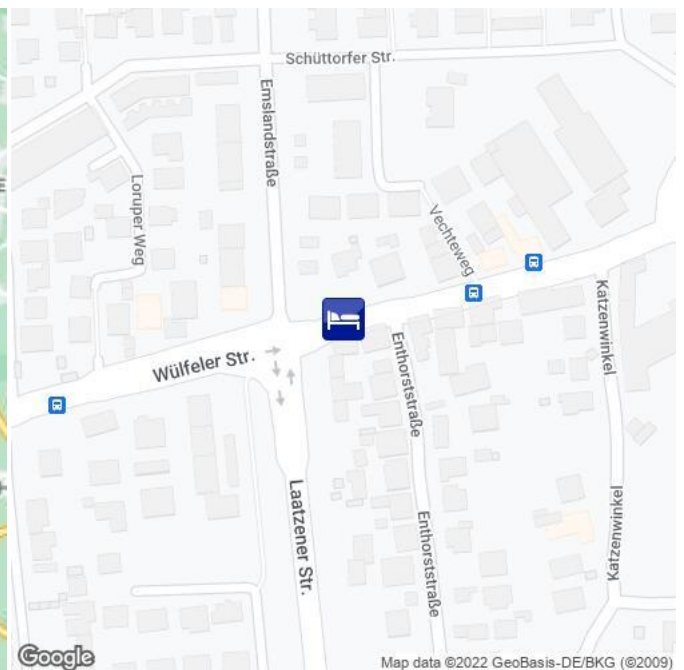 Schüttorfer Str.
Emslandstraße
Loruper Weg
Vechteweg
Katzenwinkel
Wülfeler Str.
Enthorststraße
Laatzener Str.
Enthorststraße
Katzenwinkel
Google
Map data ©2022 GeoBasis-DE/BKG (©2009)